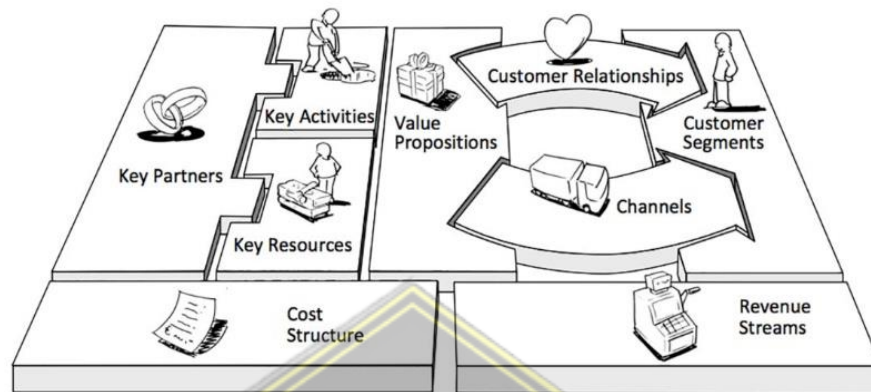 Key Partners
Key Activities
Key Resources
Value
Propositions
Customer Relationships
Channels
Customer
Segments
Cost
Structure
Revenue
Streams